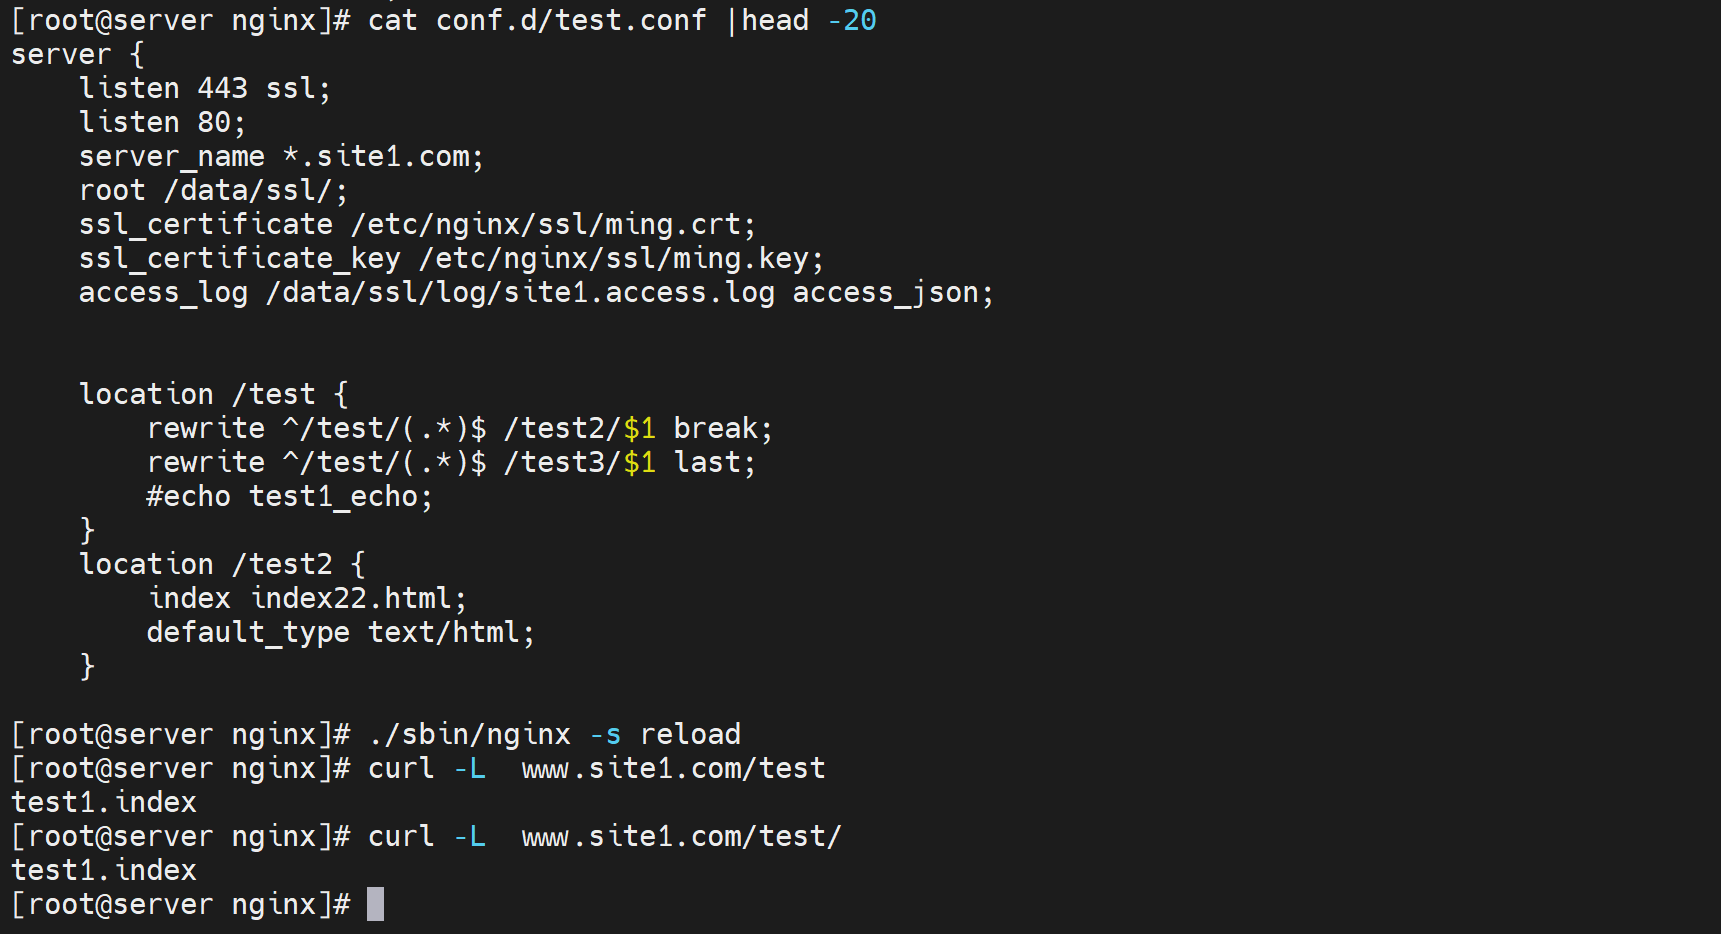 [root@server nginx]# cat conf.d/test.conf |head -20
server {
    listen 443 ssl;
    listen 80;
    server_name *.site1.com;
    root /data/ssl/;
    ssl_certificate /etc/nginx/ssl/ming.crt;
    ssl_certificate_key /etc/nginx/ssl/ming.key;
    access_log /data/ssl/log/site1.access.log access_json;


    location /test {
        rewrite ^/test/(.*)$ /test2/$1 break;
        rewrite ^/test/(.*)$ /test3/$1 last;
        #echo test1_echo;
    }
    location /test2 {
        index index22.html;
        default_type text/html;
    }

[root@server nginx]# ./sbin/nginx -s reload
[root@server nginx]# curl -L  www.site1.com/test
test1.index
[root@server nginx]# curl -L  www.site1.com/test/
test1.index
[root@server nginx]#